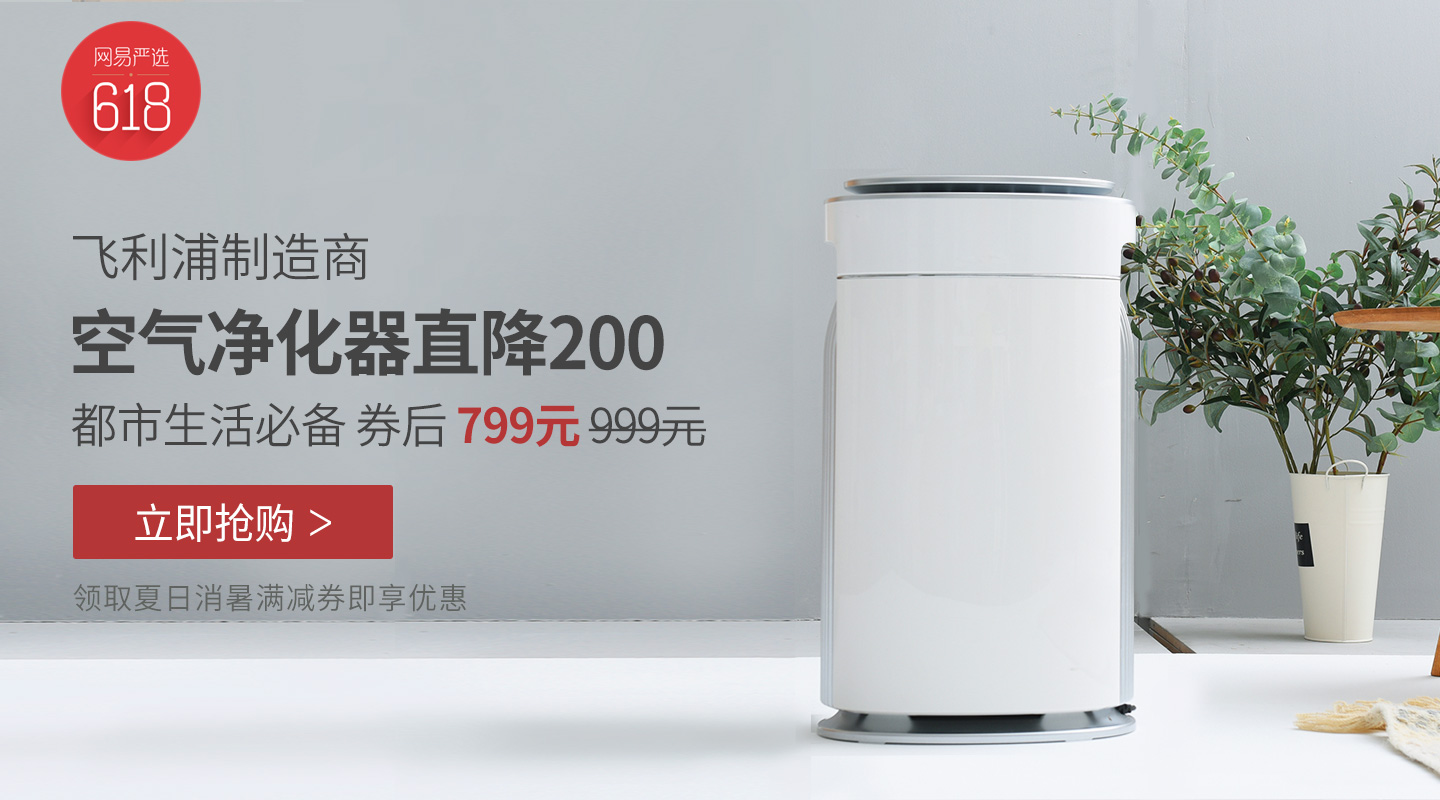 网易严选
618
飞利浦制造商
空气净化器直降200
都市生活必备 券后 799元 999元
立即抢购 >
领取夏日消暑满减券即享优惠